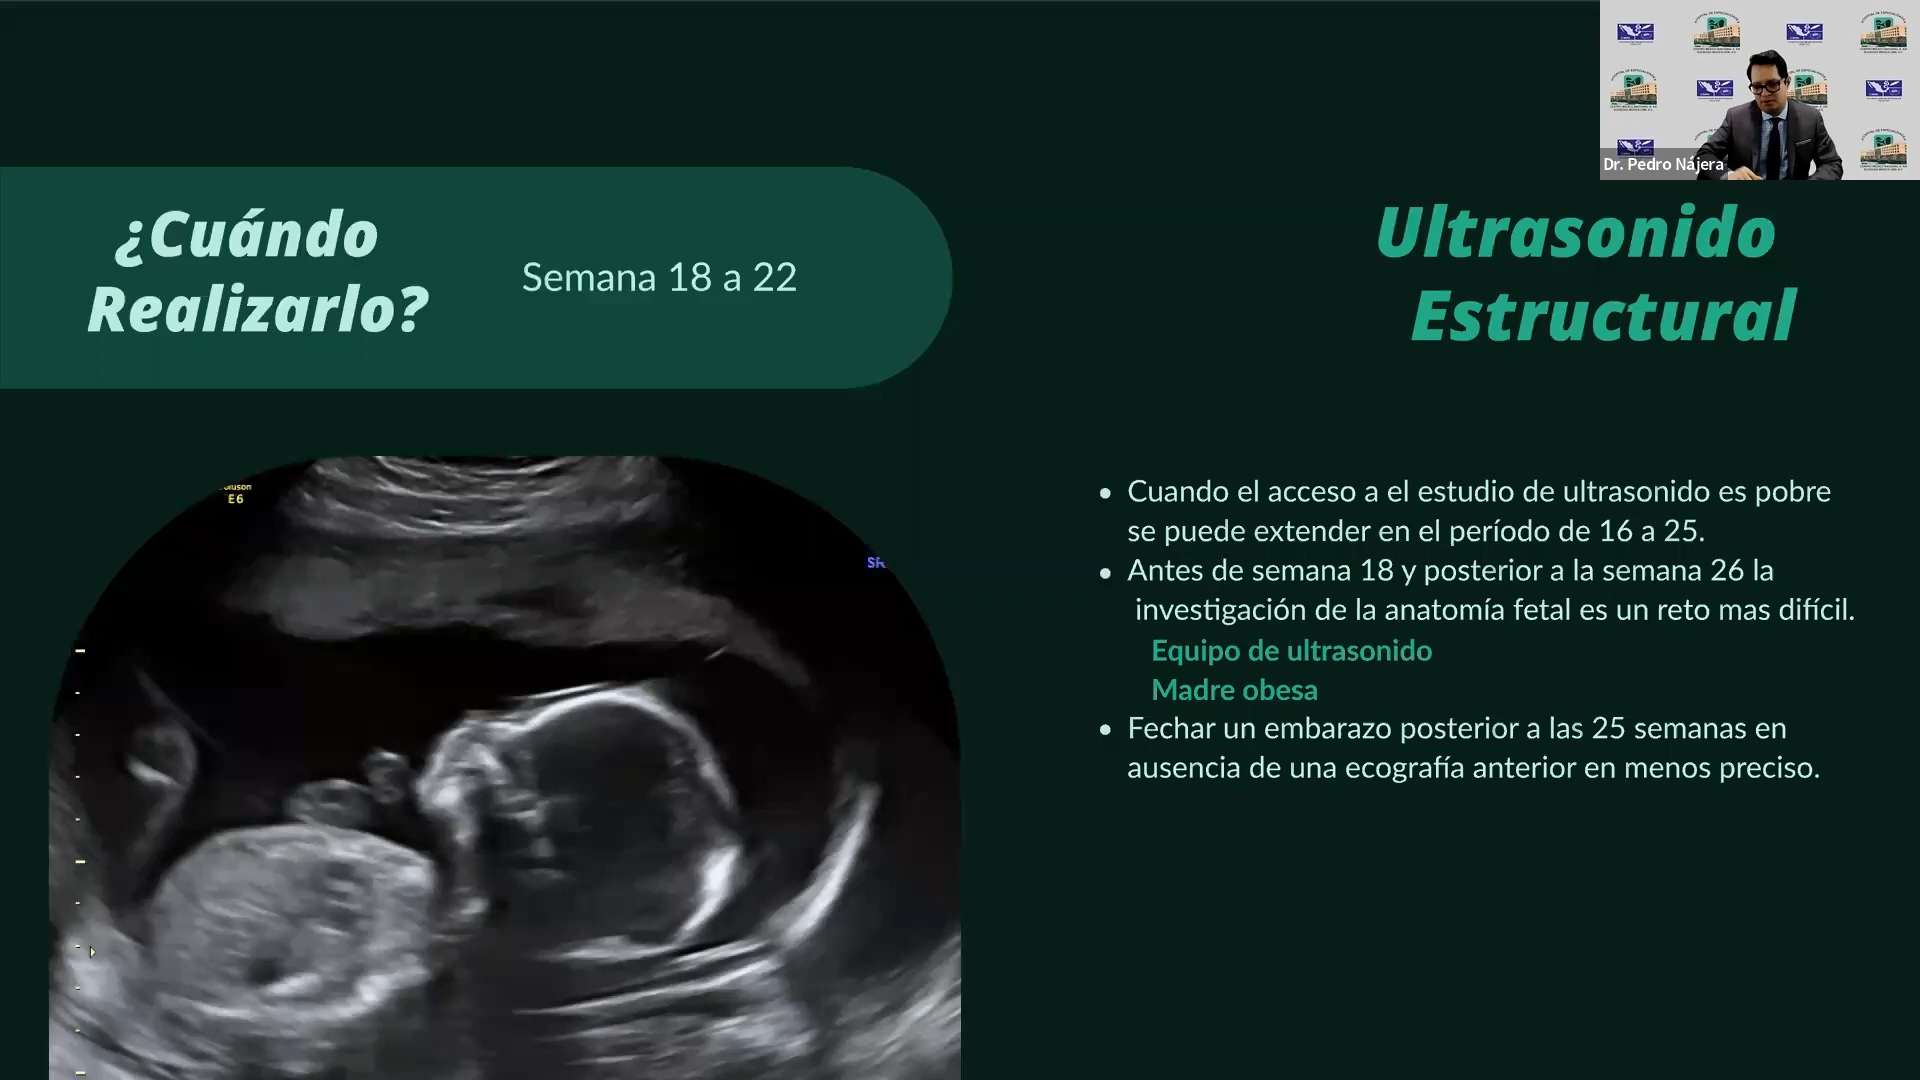 Dr. Pedro Nájera
¿Cuándo
Realizarlo?
Semana 18 a 22
Ultrasonido
Estructural
E6
• Cuando el acceso a el estudio de ultrasonido es pobre
se puede extender en el período de 16 a 25.
• Antes de semana 18 y posterior a la semana 26 la
investigación de la anatomía fetal es un reto mas difícil.
Equipo de ultrasonido
Madre obesa
• Fechar un embarazo posterior a las 25 semanas en
ausencia de una ecografía anterior en menos preciso.